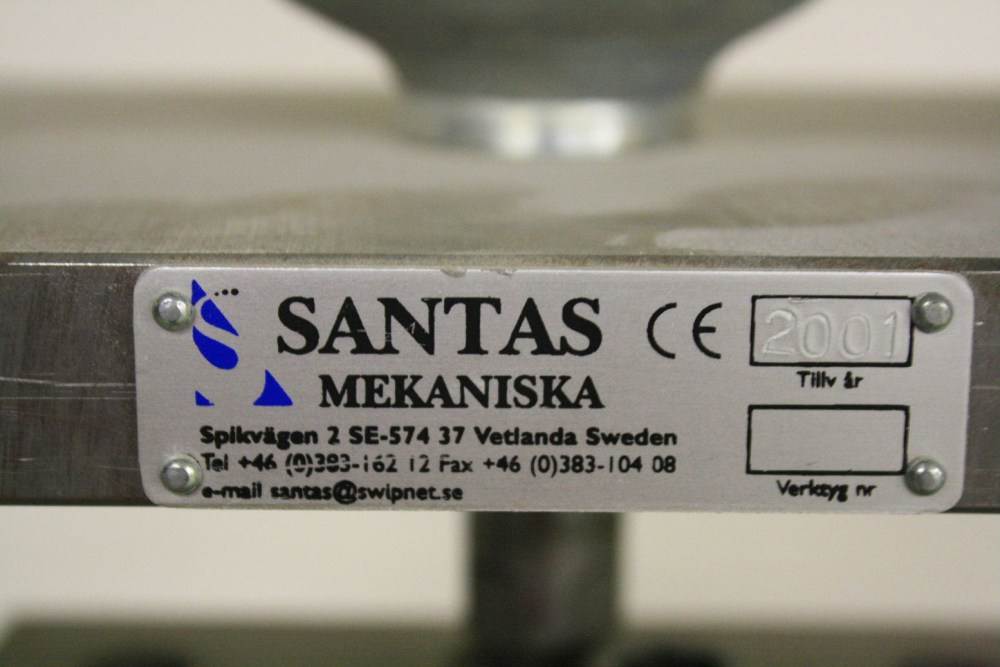 SANTAS
MEKANISKA
CE
2001
Tillv år
Spikvägen 2 SE-574 37 Vetlanda Sweden
Tel +46 (0)383-162 12 Fax +46 (0)383-104 08
e-mail santas@swipnet.se
Verktyg nr